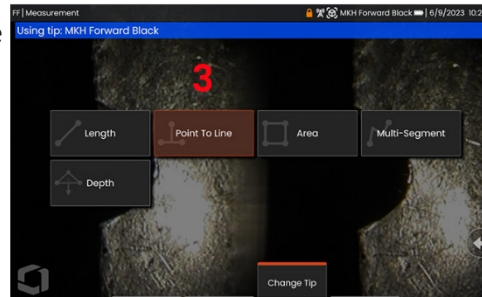 e
FF| Measurement MKH Forward Black | 6/9/2023 10:2
Using tip: MKH Forward Black
3
Length Point To Line Area Multi-Segment
Depth
Change Tip